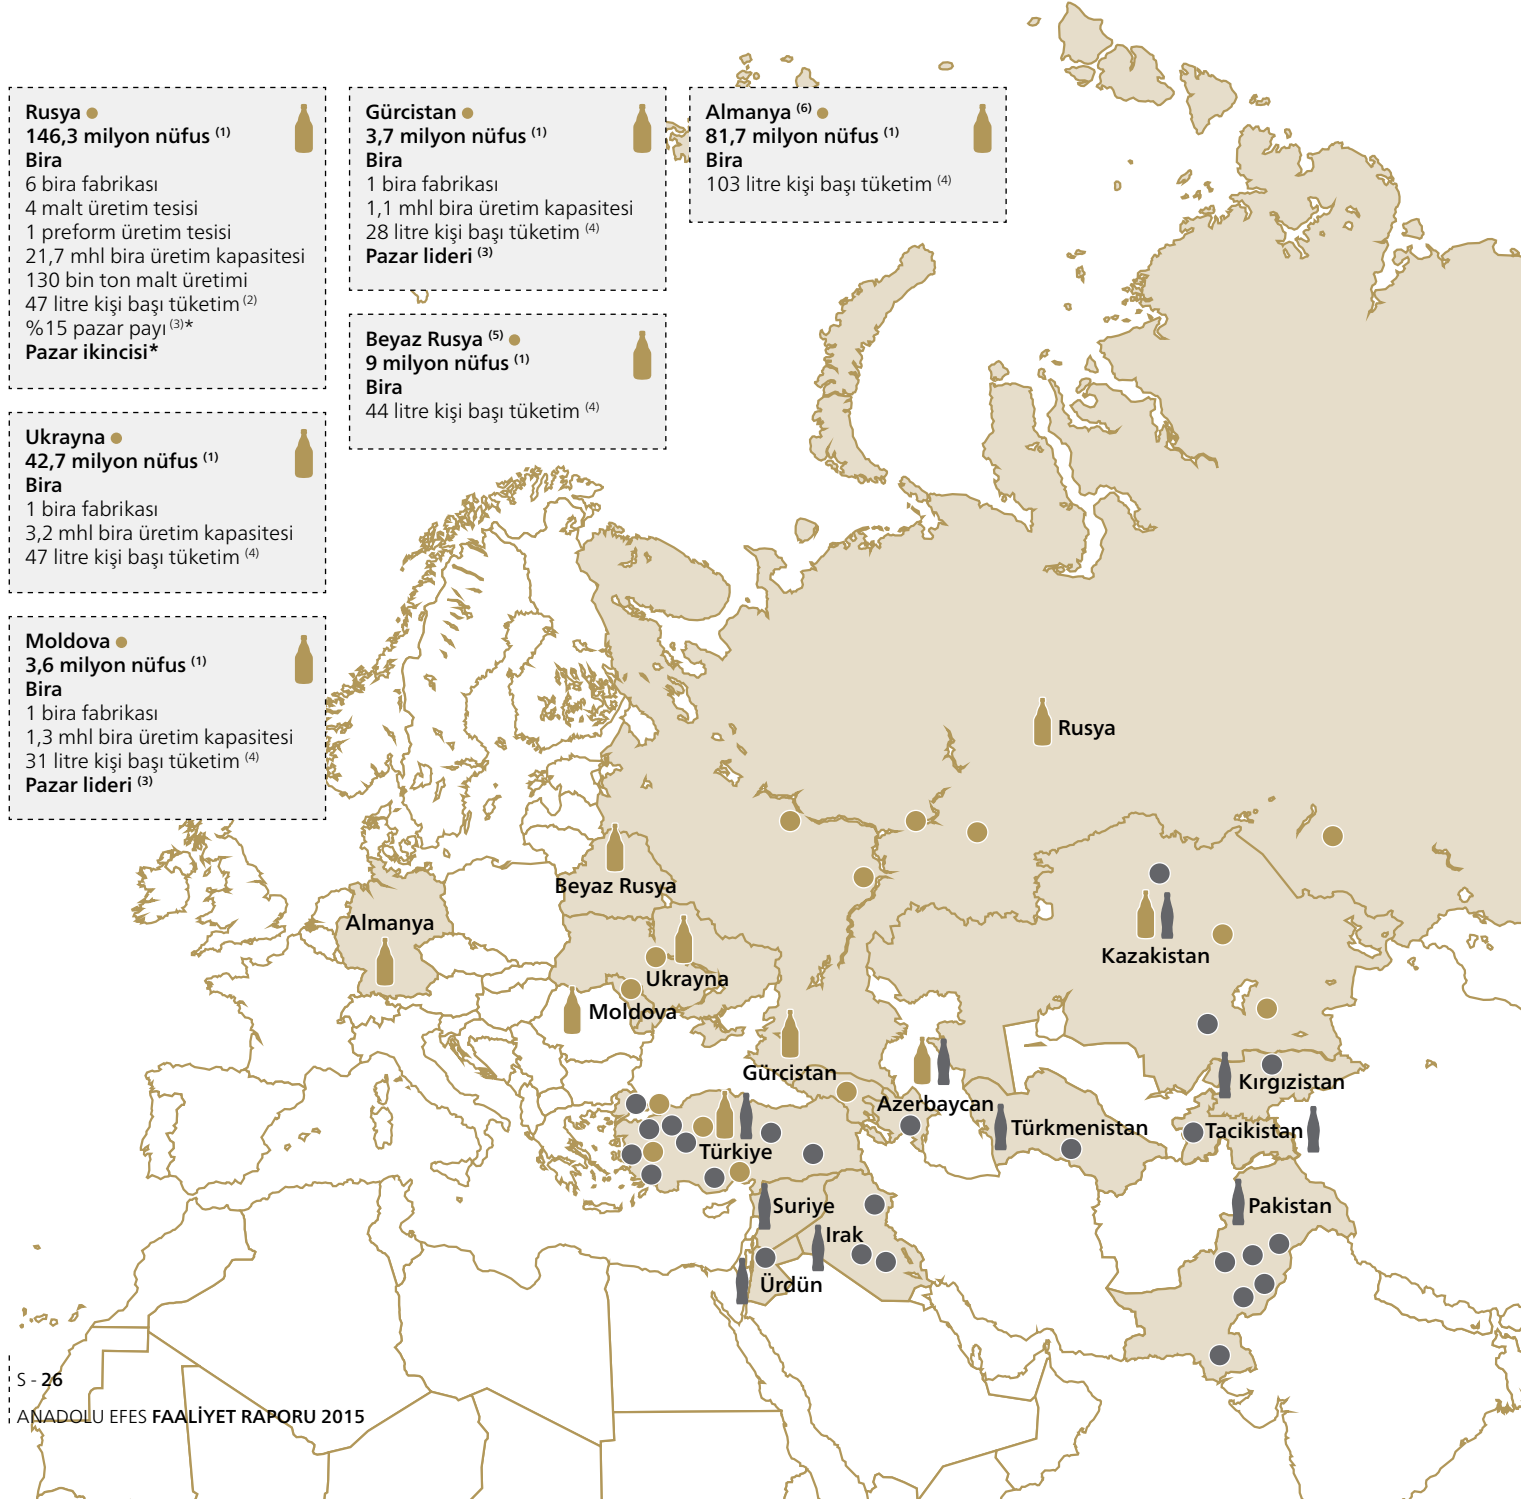 Rusya
146,3 milyon nüfus (1)
Bira
6 bira fabrikası
4 malt üretim tesisi
1 preform üretim tesisi
21,7 mhl bira üretim kapasitesi
130 bin ton malt üretimi
47 litre kişi başı tüketim (2)
%15 pazar payı (3)*
Pazar ikincisi*
Ukrayna
42,7 milyon nüfus (1)
Bira
1 bira fabrikası
3,2 mhl bira üretim kapasitesi
47 litre kişi başı tüketim (4)
Moldova
3,6 milyon nüfus (1)
Bira
1 bira fabrikası
1,3 mhl bira üretim kapasitesi
31 litre kişi başı tüketim (4)
Pazar lideri (3)
Gürcistan
3,7 milyon nüfus (1)
Bira
1 bira fabrikası
1,1 mhl bira üretim kapasitesi
28 litre kişi başı tüketim (4)
Pazar lideri (3)
Beyaz Rusya (5)
9 milyon nüfus (1)
Bira
44 litre kişi başı tüketim (4)
Almanya (6)
81,7 milyon nüfus (1)
Bira
103 litre kişi başı tüketim (4)
Rusya
Beyaz Rusya
Almanya
Kazakistan
Ukrayna
Moldova
Gürcistan
Kırgızistan
Azerbaycan
Türkmenistan
Tacikistan
Türkiye
Suriye
Pakistan
Irak
Ürdün
S - 26
ANADOLU EFES FAALİYET RAPORU 2015